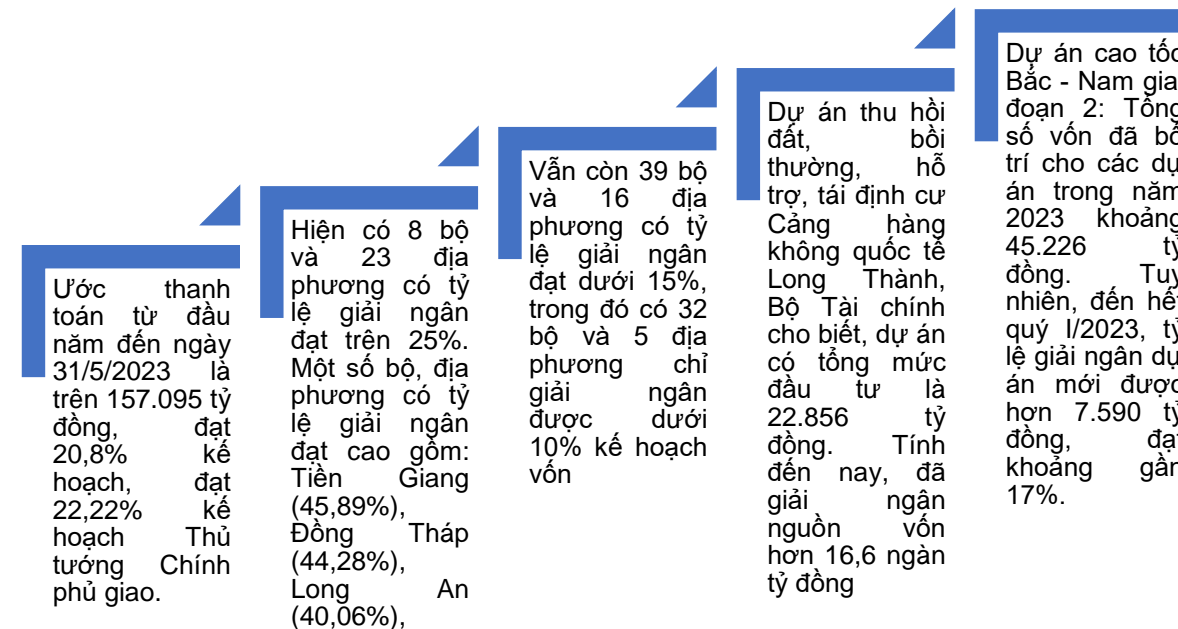 Ước thanh
toán từ đầu
năm đến ngày
31/5/2023 là
trên 157.095 tỷ
đồng, đạt
20,8% kế
hoạch, đạt
22,22% kế
hoạch Thủ
tướng Chính
phủ giao.
Hiện có 8 bộ
và 23 địa
phương có tỷ
lệ giải ngân
đạt trên 25%.
Một số bộ, địa
phương có tỷ
lệ giải ngân
đạt cao gồm:
Tiền Giang
(45,89%),
Đồng Tháp
(44,28%),
Long An
(40,06%),
Vẫn còn 39 bộ
và 16 địa
phương có tỷ
lệ giải ngân
đạt dưới 15%,
trong đó có 32
bộ và 5 địa
phương chỉ
giải ngân
được dưới
10% kế hoạch
vốn
Dự án thu hồi
đất, bồi
thường, hỗ
trợ, tái định cư
Cảng hàng
không quốc tế
Long Thành,
Bộ Tài chính
cho biết, dự án
có tổng mức
đầu tư là
22.856 tỷ
đồng. Tính
đến nay, đã
giải ngân
nguồn vốn
hơn 16,6 ngàn
tỷ đồng
Dự án cao tốc
Bắc - Nam giai
đoạn 2: Tổng
số vốn đã bố
trí cho các dự
án trong năm
2023 khoảng
45.226 tỷ
đồng. Tuy
nhiên, đến hết
quý I/2023, tỷ
lệ giải ngân dự
án mới được
hơn 7.590 tỷ
đồng, đạt
khoảng gần
17%.